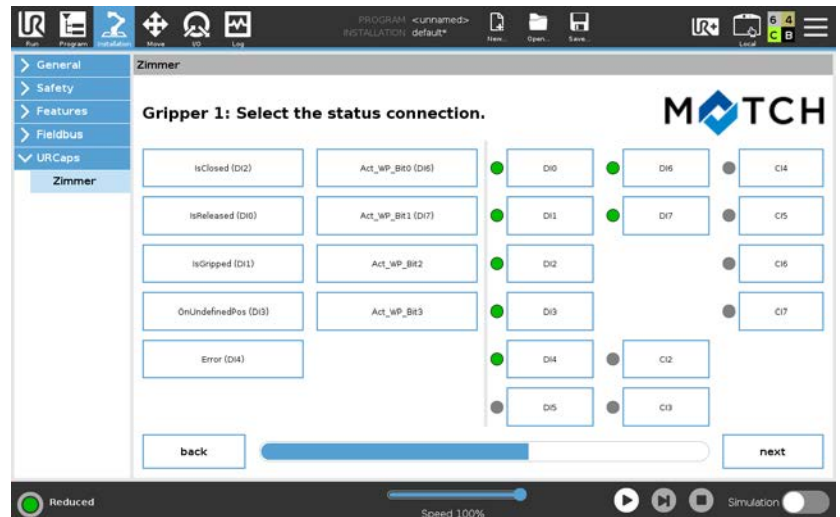 UR
PROGRAM <unnamed>
INSTALLATION default*
Run Program Installation Move I/O Log
New... Open... Save...
UR+
Local
6 4
C B
General
Safety
Features
Fieldbus
URCaps
Zimmer
Zimmer
Gripper 1: Select the status connection.
MATCH
IsClosed (DI2) Act_WP_Bit0 (DI6) DI0 DI6 CI4
IsReleased (DI0) Act_WP_Bit1 (DI7) DI1 DI7 CI5
IsGripped (DI1) Act_WP_Bit2 DI2 CI6
OnUndefinedPos (DI3) Act_WP_Bit3 DI3 CI7
Error (DI4) DI4 CI2
DI5 CI3
back next
Reduced
Speed 100%
Simulation